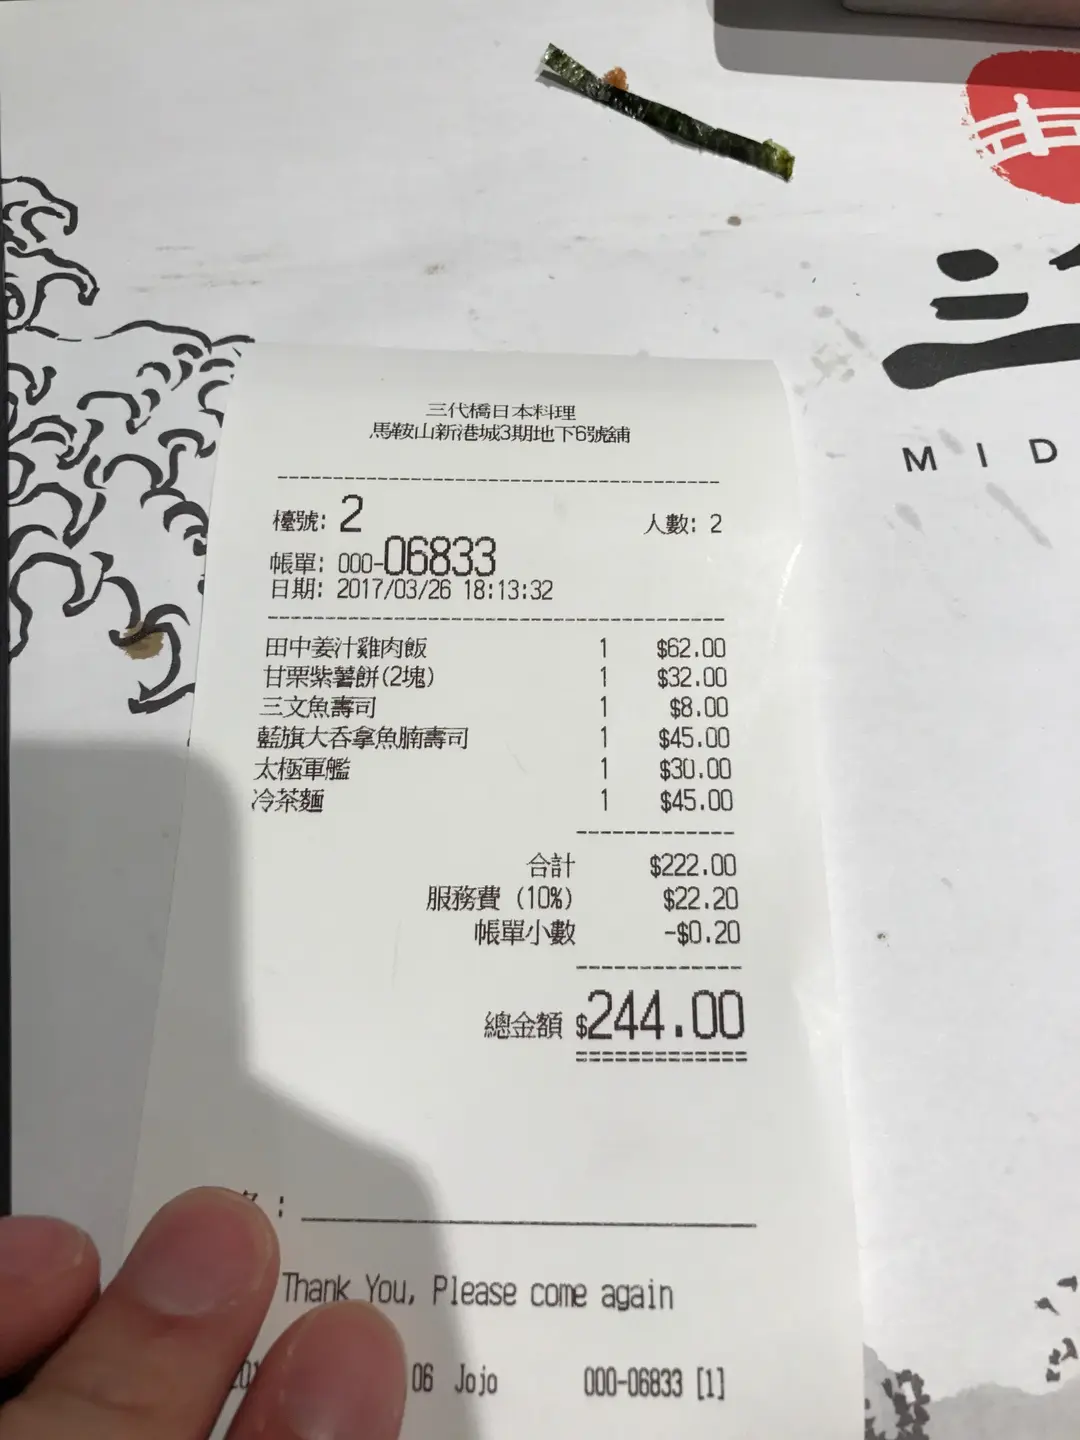 三代橋日本料理
馬鞍山新港城3期地下6號舖
檯號: 2 人數: 2
帳單: 000-06833
日期: 2017/03/26 18:13:32
田中姜汁雞肉飯 1 $62.00
甘栗紫薯餅(2塊) 1 $32.00
三文魚壽司 1 $8.00
藍旗大吞拿魚腩壽司 1 $45.00
太極軍艦 1 $30.00
冷茶麵 1 $45.00
合計 $222.00
服務費 (10%) $22.20
帳單小數 -$0.20
總金額 $244.00
Thank You, Please come again
06 Jojo 000-06833 [1]
三
MID